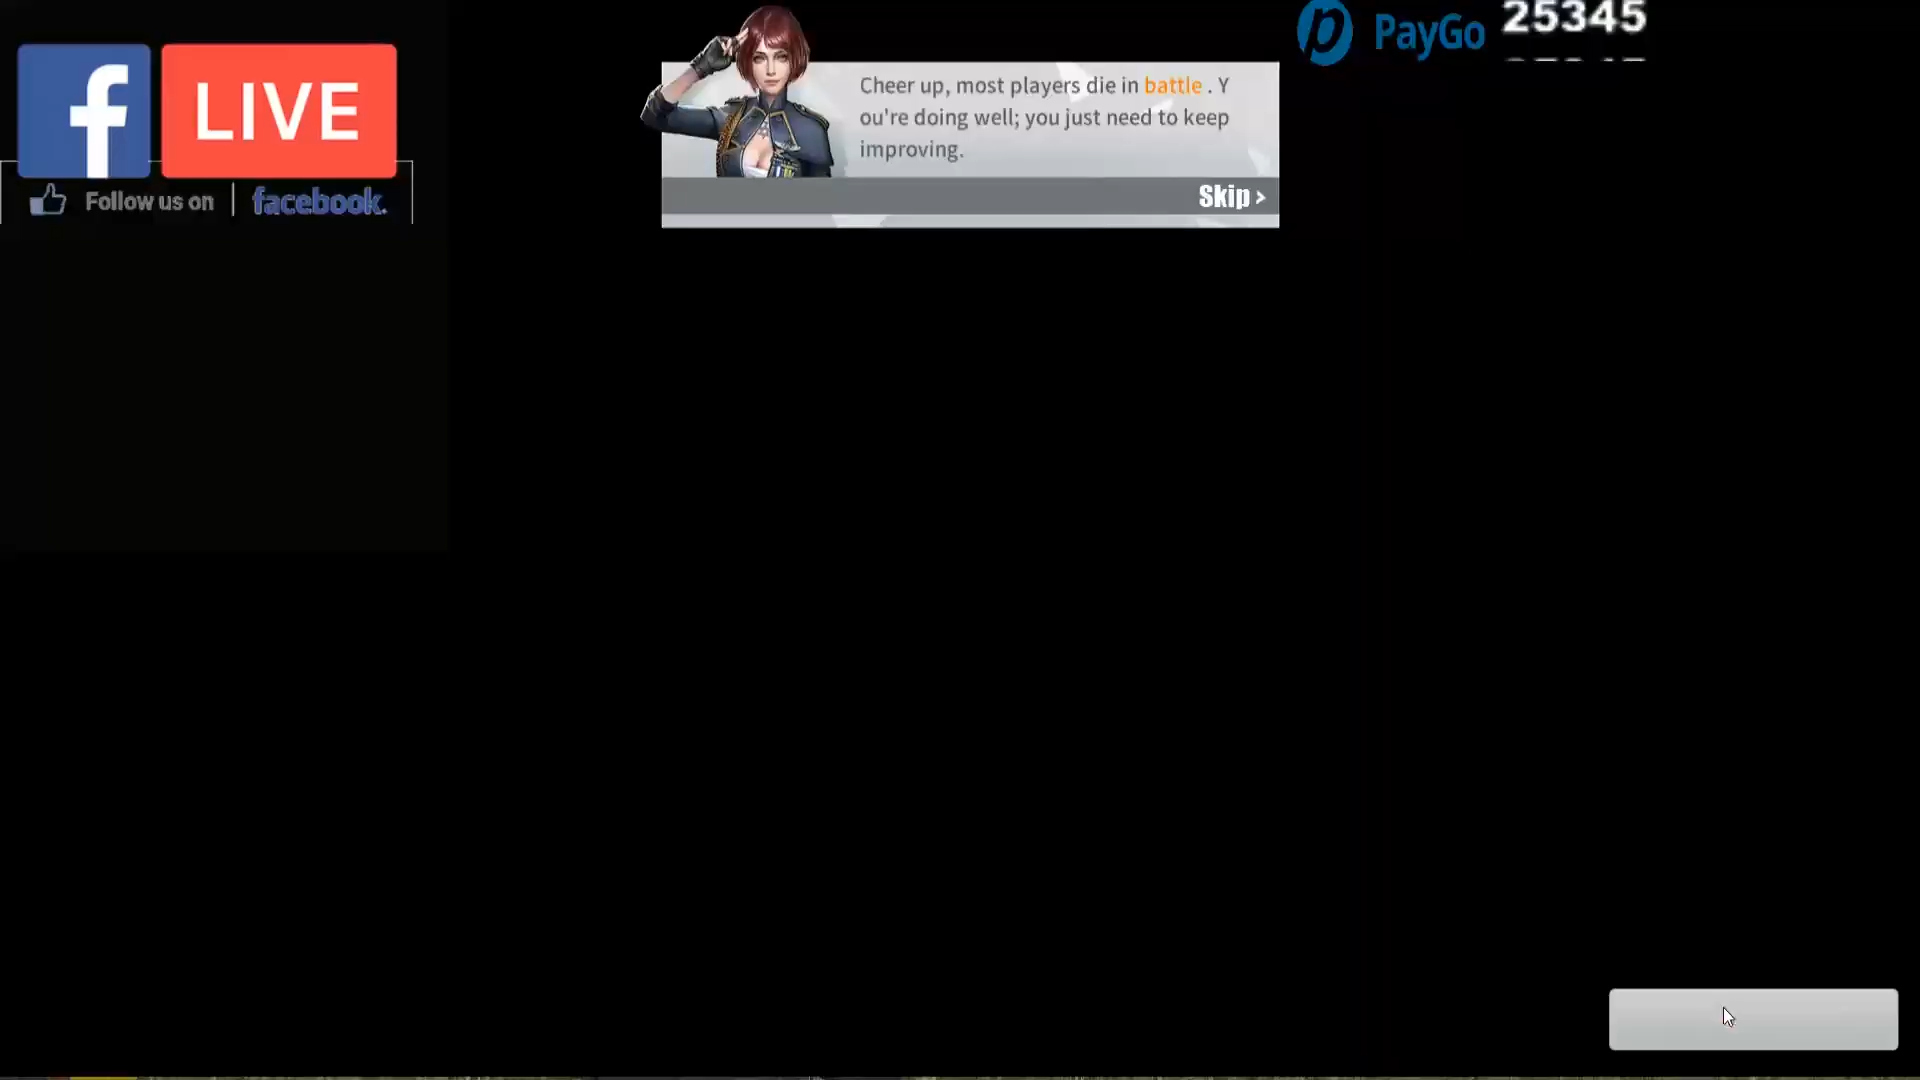 LIVE
Follow us on | facebook.
Cheer up, most players die in battle . Y
ou're doing well; you just need to keep
improving.
Skip >
PayGo
25345